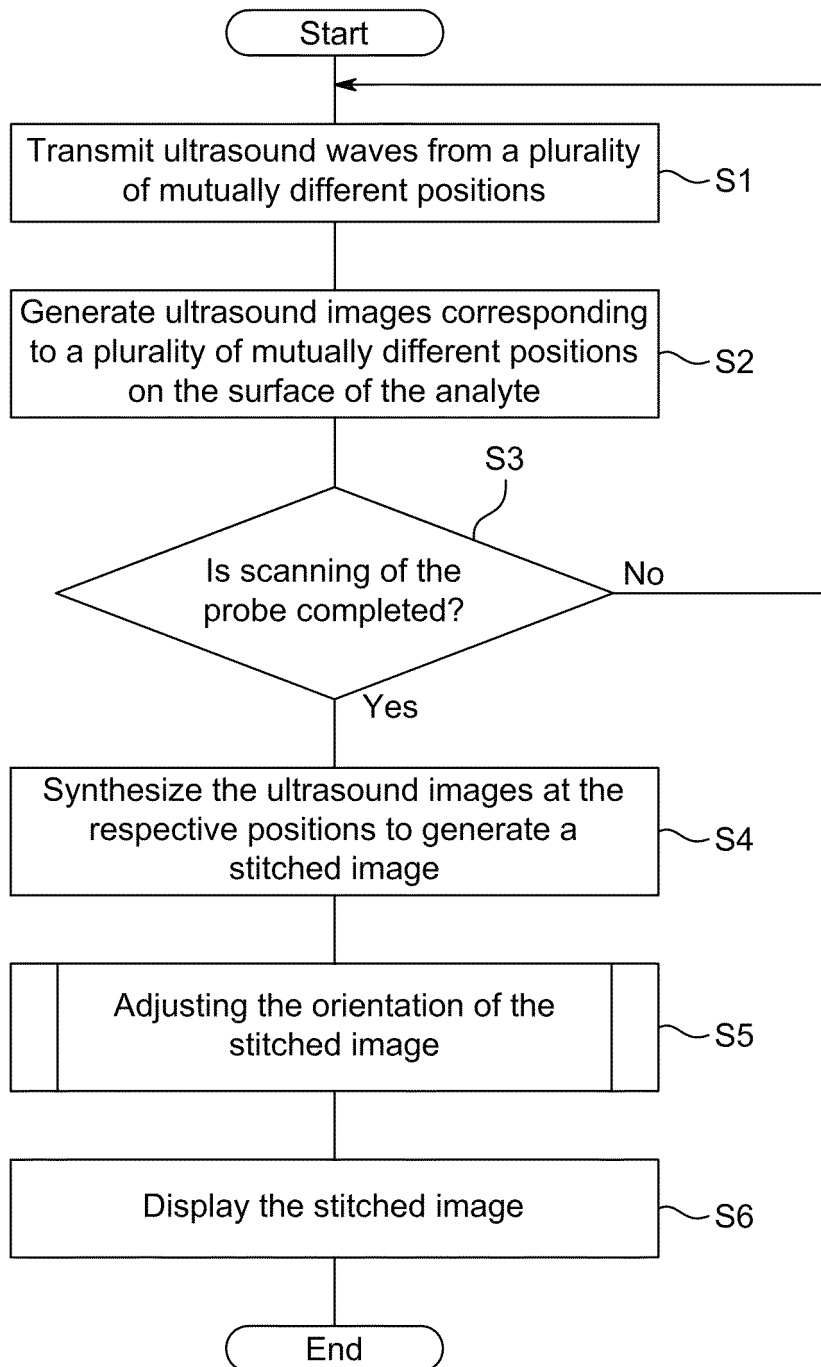 Start
Transmit ultrasound waves from a plurality
of mutually different positions
S1
Generate ultrasound images corresponding
to a plurality of mutually different positions
on the surface of the analyte
S2
S3
Is scanning of the
probe completed?
No
Yes
Synthesize the ultrasound images at the
respective positions to generate a
stitched image
S4
Adjusting the orientation of the
stitched image
S5
Display the stitched image
S6
End